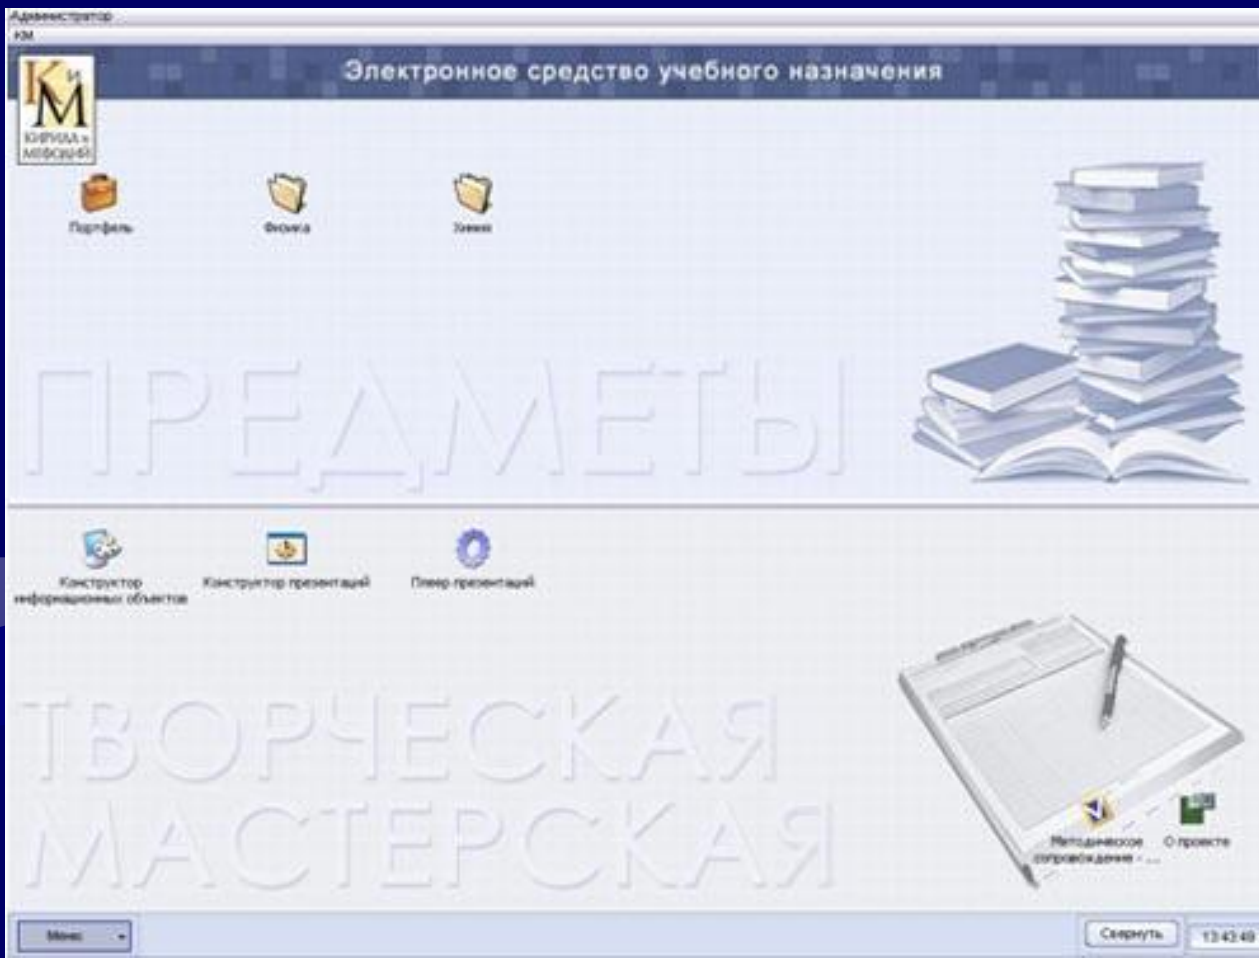 Администратор
КМ
Электронное средство учебного назначения
К и М
КИРИЛЛ и
МЕФОДИЙ
Портфель
Физика
Химия
ПРЕДМЕТЫ
Конструктор
информационных объектов
Конструктор презентаций
Плеер презентаций
ТВОРЧЕСКАЯ
МАСТЕРСКАЯ
Методическое
сопровождение - ...
О проекте
Меню
Свернуть
13:43:49